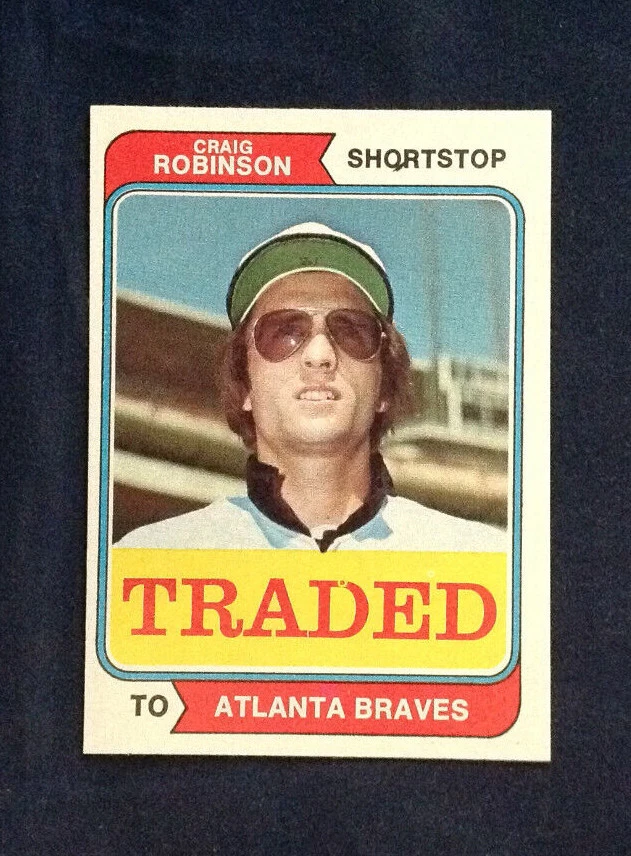 CRAIG
ROBINSON
SHORTSTOP
TRADED
TO ATLANTA BRAVES